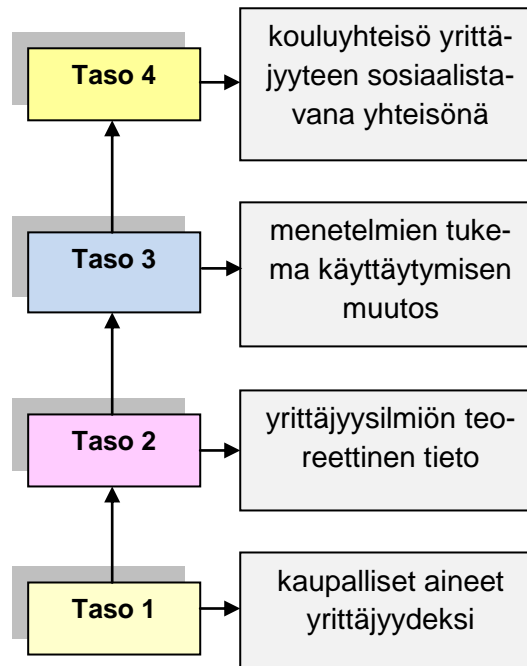 Taso 4
kouluyhteisö yrittä-
jyyteen sosiaalista-
vana yhteisönä
Taso 3
menetelmien tuke-
ma käyttäytymisen
muutos
Taso 2
yrittäjyysilmiön teo-
reettinen tieto
Taso 1
kaupalliset aineet
yrittäjyydeksi